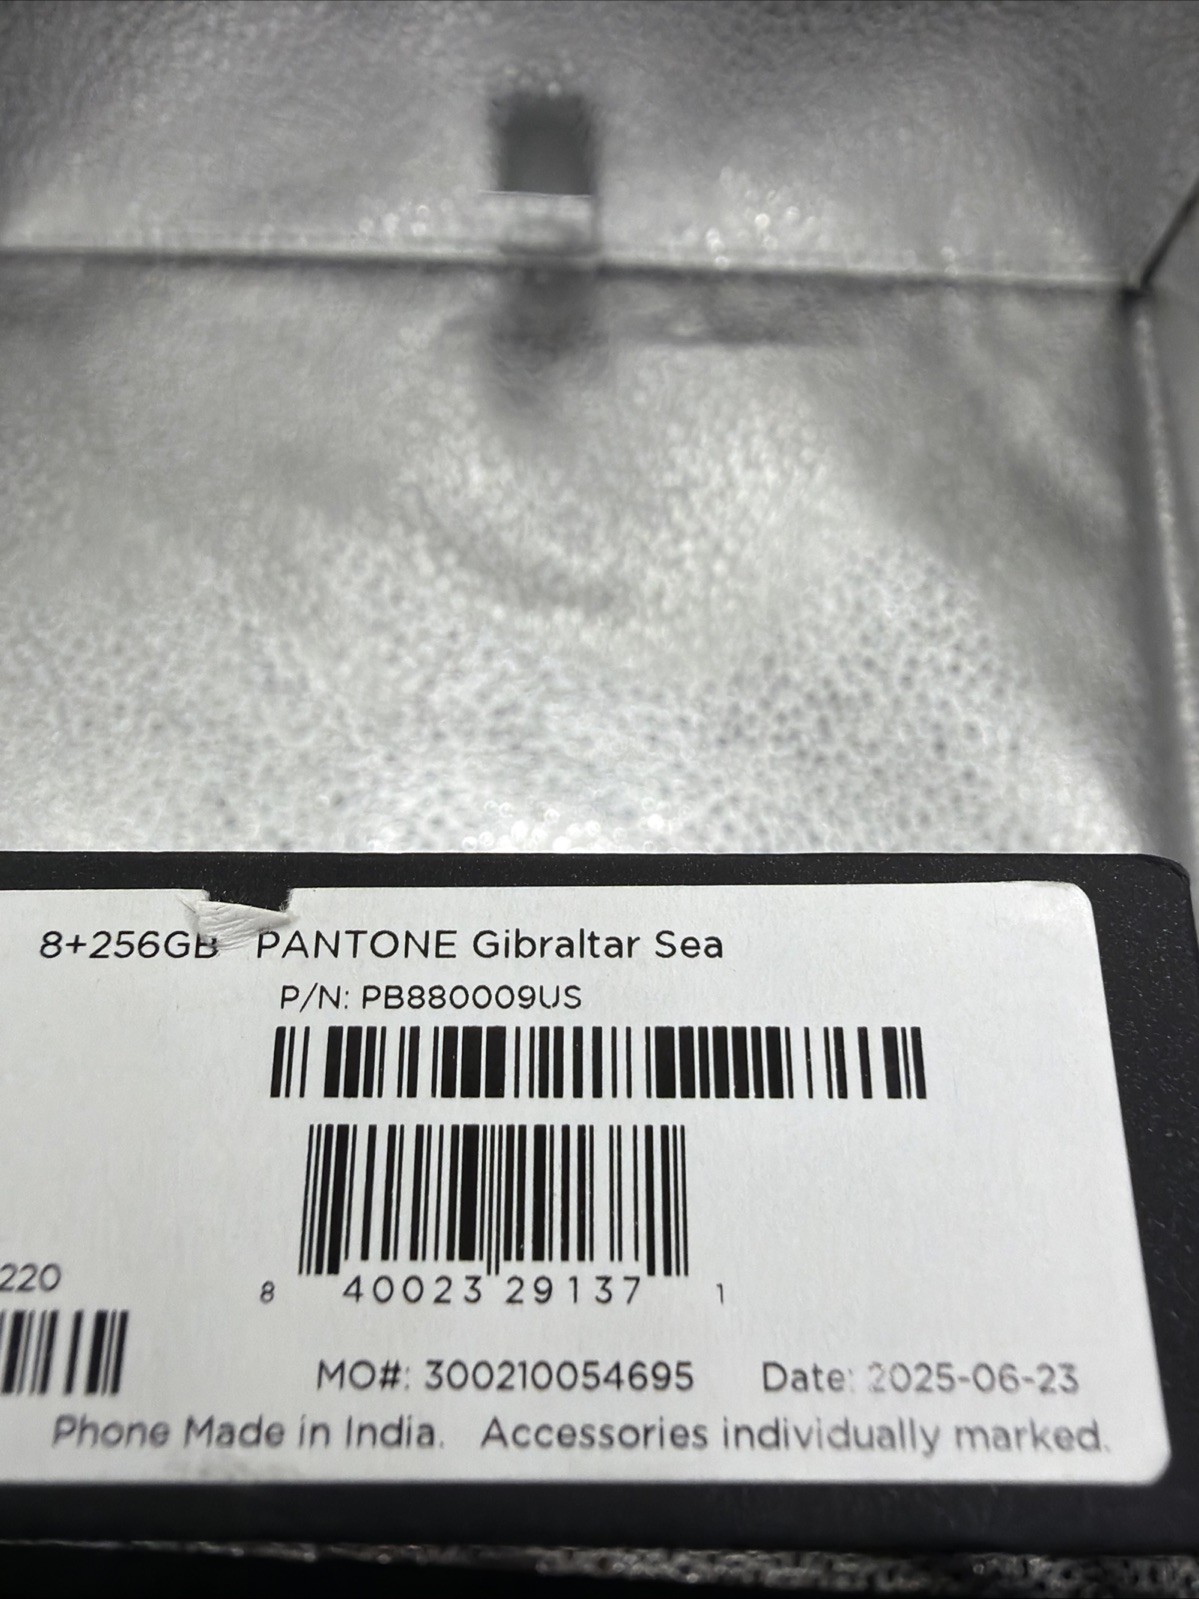 8+256GB PANTONE Gibraltar Sea
P/N: PB880009US
8 40023 29137 1
220
MO#: 300210054695 Date: 2025-06-23
Phone Made in India. Accessories individually marked.